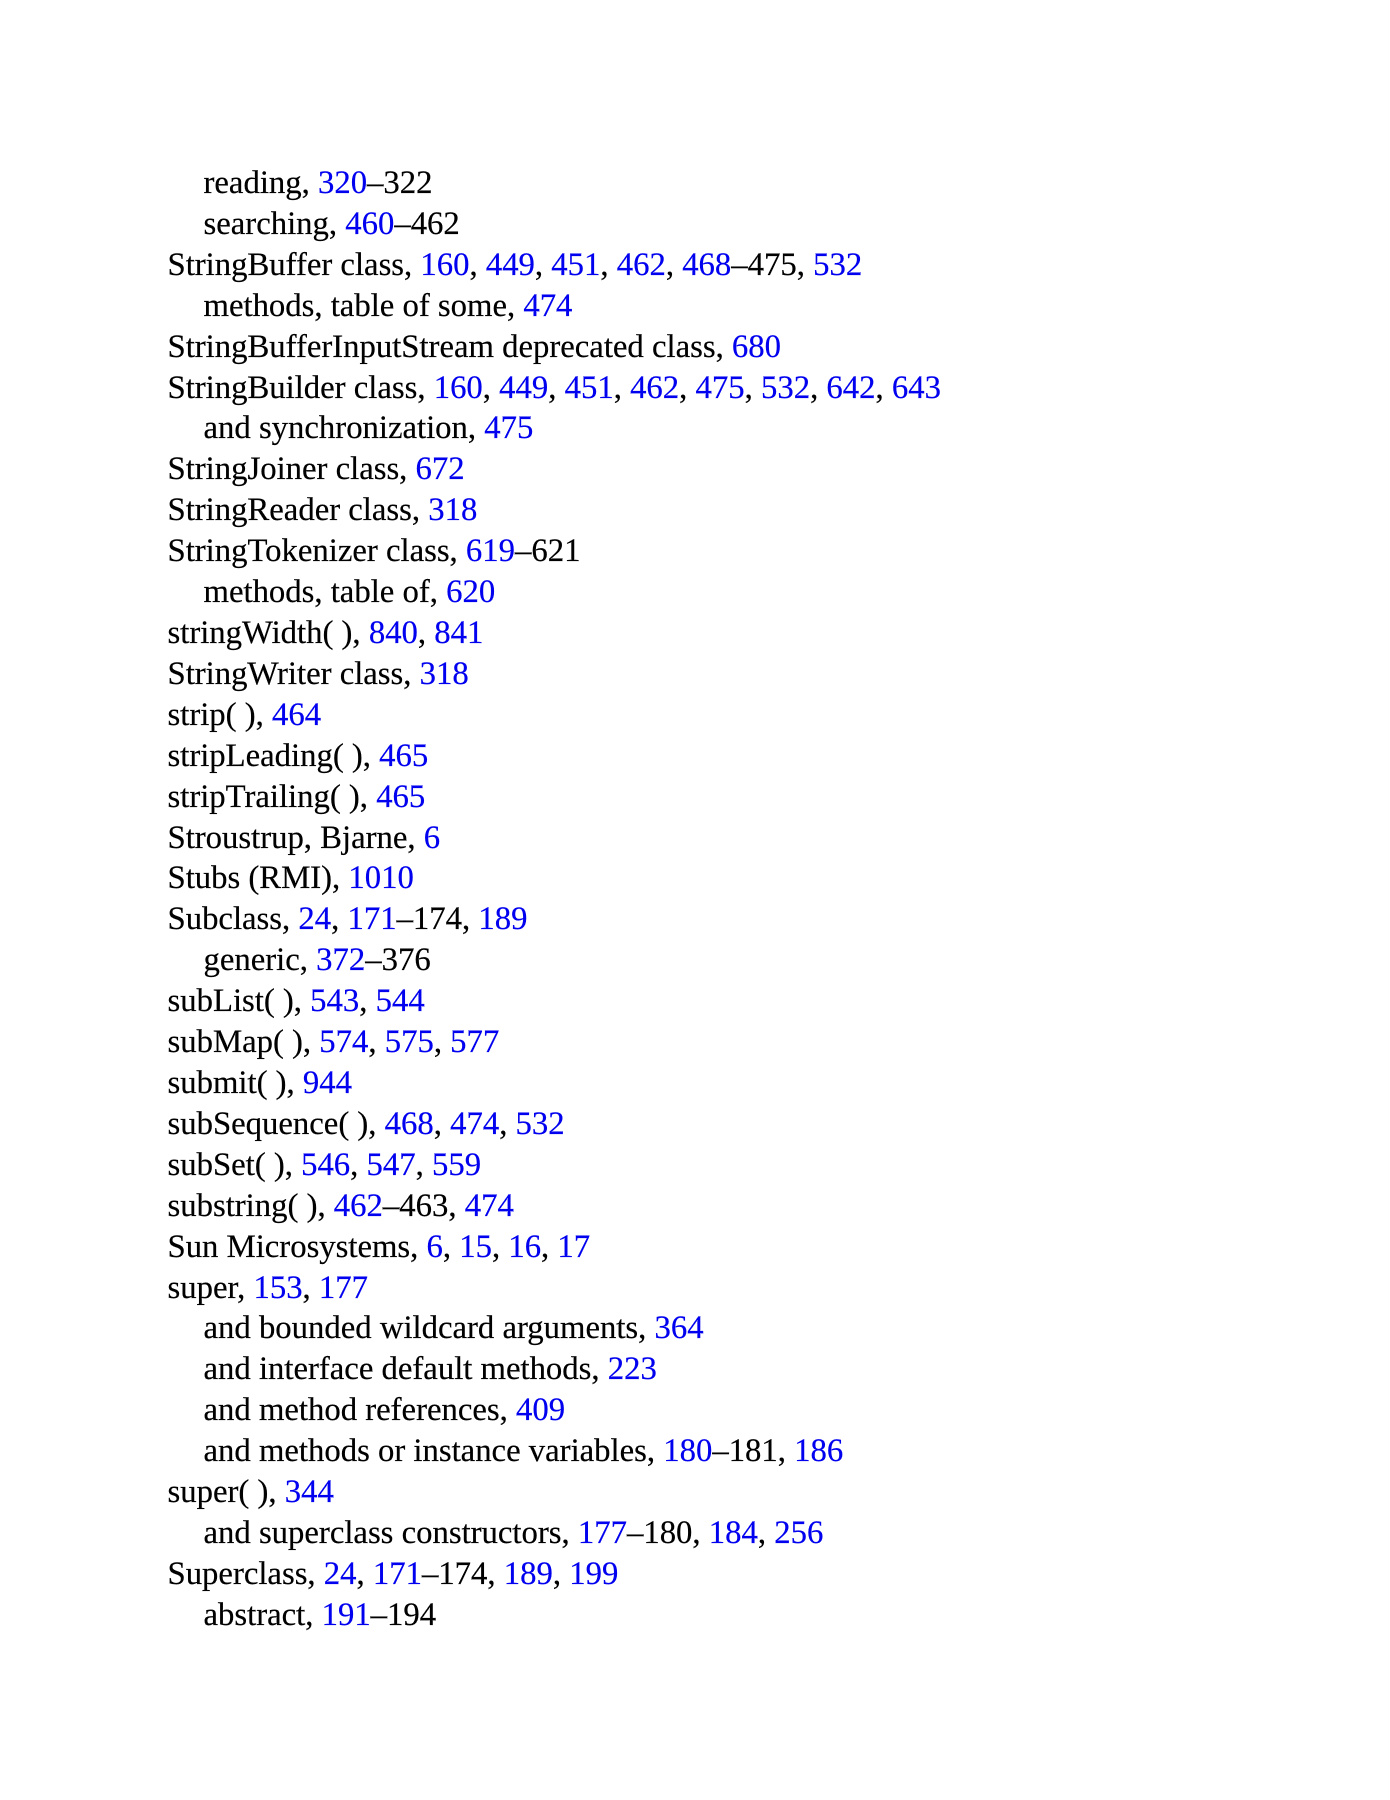 reading, 320–322
searching, 460–462
StringBuffer class, 160, 449, 451, 462, 468–475, 532
methods, table of some, 474
StringBufferInputStream deprecated class, 680
StringBuilder class, 160, 449, 451, 462, 475, 532, 642, 643
and synchronization, 475
StringJoiner class, 672
StringReader class, 318
StringTokenizer class, 619–621
methods, table of, 620
stringWidth( ), 840, 841
StringWriter class, 318
strip( ), 464
stripLeading( ), 465
stripTrailing( ), 465
Stroustrup, Bjarne, 6
Stubs (RMI), 1010
Subclass, 24, 171–174, 189
generic, 372–376
subList( ), 543, 544
subMap( ), 574, 575, 577
submit( ), 944
subSequence( ), 468, 474, 532
subSet( ), 546, 547, 559
substring( ), 462–463, 474
Sun Microsystems, 6, 15, 16, 17
super, 153, 177
and bounded wildcard arguments, 364
and interface default methods, 223
and method references, 409
and methods or instance variables, 180–181, 186
super( ), 344
and superclass constructors, 177–180, 184, 256
Superclass, 24, 171–174, 189, 199
abstract, 191–194